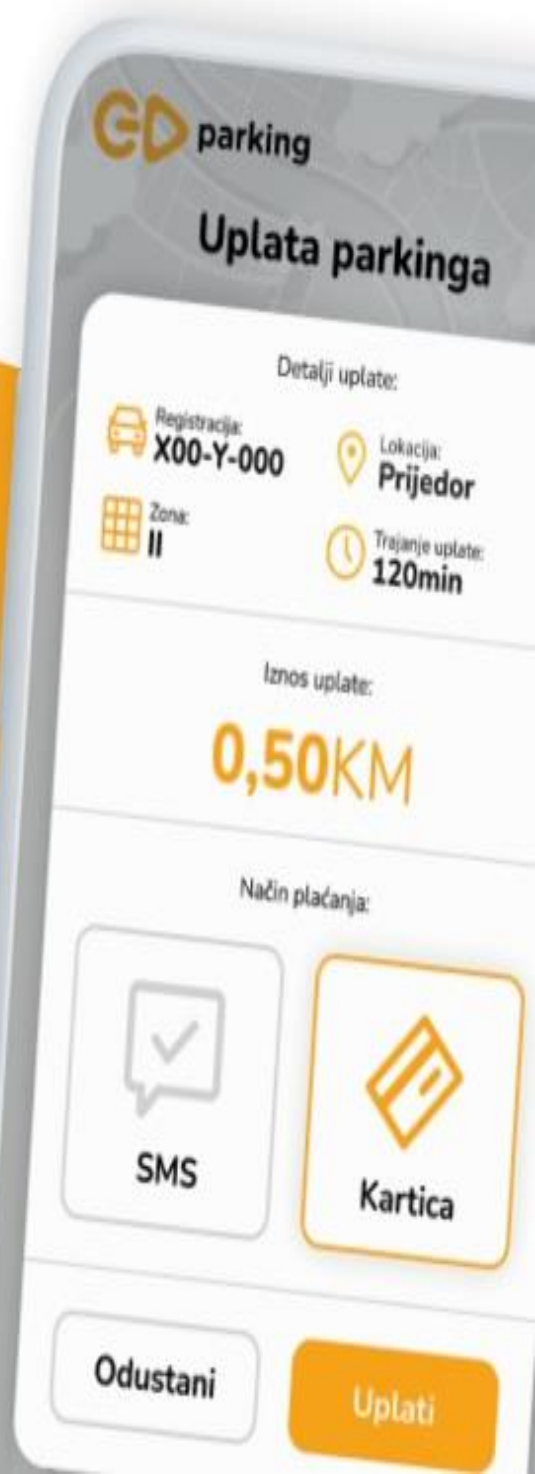 GO parking
Uplata parkinga
Detalji uplate:
Registracija:
X00-Y-000
Lokacija:
Prijedor
Zona:
II
Trajanje uplate:
120min
Iznos uplate:
0,50KM
Način plaćanja:
SMS
Kartica
Odustani
Uplati